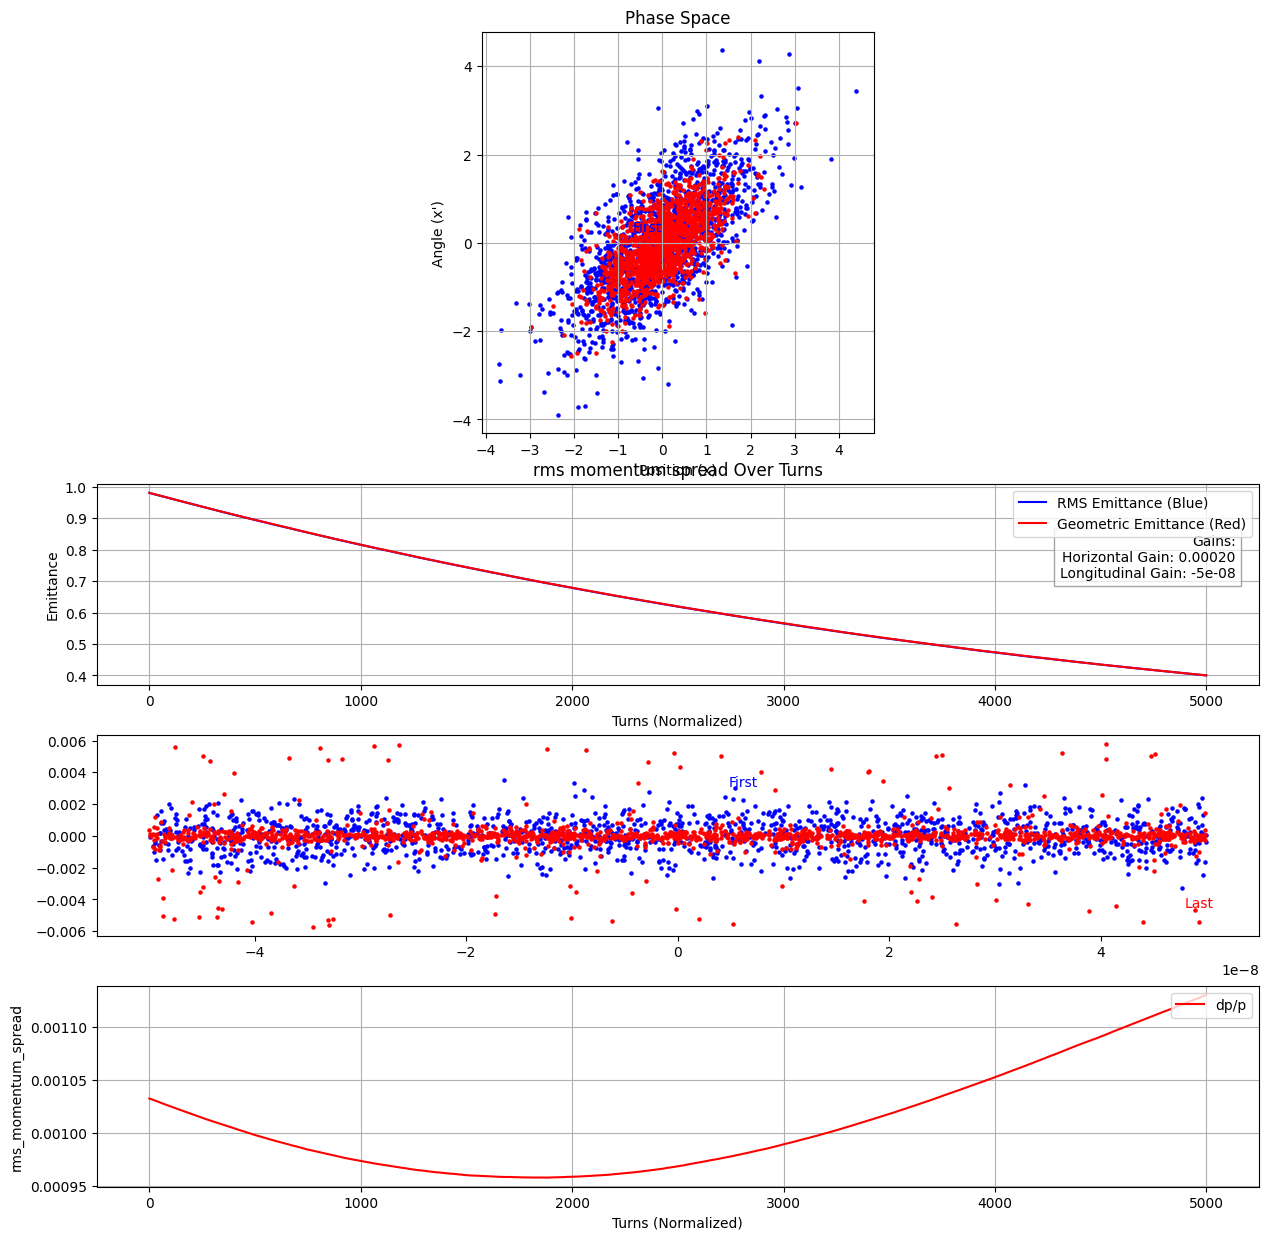 Phase Space
4
2
0
−2
−4
Angle (x')
First
−4 −3 −2 −1 0 1 2 3 4
Position (x)
rms momentum spread Over Turns
1.0
0.9
0.8
0.7
0.6
0.5
0.4
Emittance
RMS Emittance (Blue)
Geometric Emittance (Red)
Gains:
Horizontal Gain: 0.00020
Longitudinal Gain: -5e-08
0 1000 2000 3000 4000 5000
Turns (Normalized)
0.006
0.004
0.002
0.000
−0.002
−0.004
−0.006
First
Last
−4 −2 0 2 4
1e−8
0.00110
0.00105
0.00100
0.00095
rms_momentum_spread
dp/p
0 1000 2000 3000 4000 5000
Turns (Normalized)